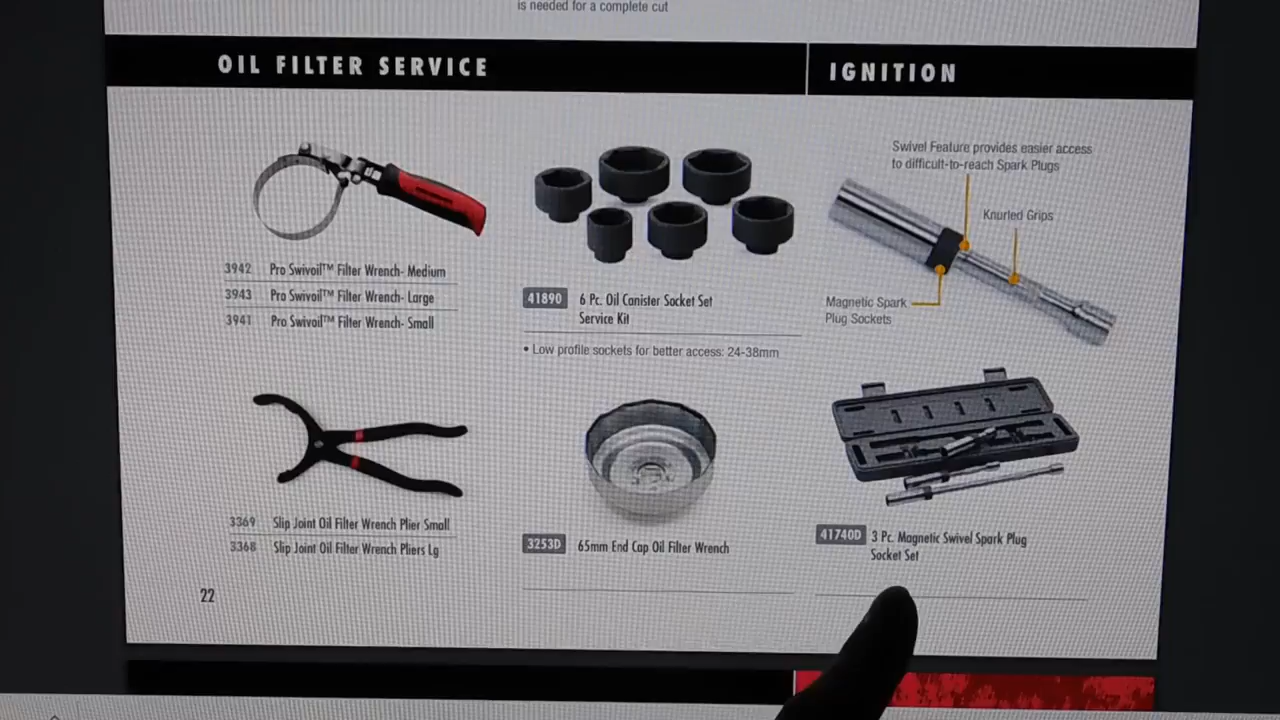 is needed for a complete cut
OIL FILTER SERVICE
IGNITION
3942 Pro Swivoil™ Filter Wrench- Medium
3943 Pro Swivoil™ Filter Wrench- Large
3941 Pro Swivoil™ Filter Wrench- Small
41890 6 Pc. Oil Canister Socket Set
Service Kit
• Low profile sockets for better access: 24-38mm
Swivel Feature provides easier access
to difficult-to-reach Spark Plugs
Knurled Grips
Magnetic Spark
Plug Sockets
3369 Slip Joint Oil Filter Wrench Plier Small
3368 Slip Joint Oil Filter Wrench Pliers Lg
3253D 65mm End Cap Oil Filter Wrench
41740D 3 Pc. Magnetic Swivel Spark Plug
Socket Set
22